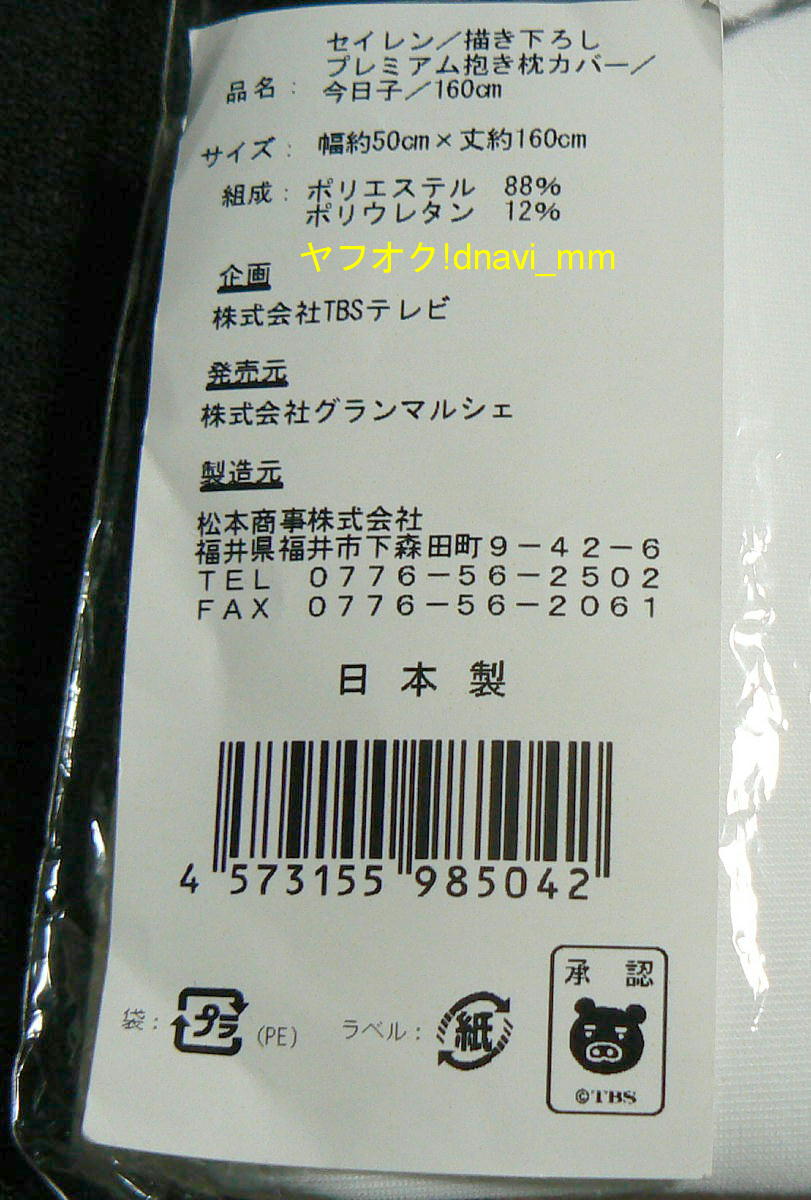 セイレン／描き下ろし
プレミアム抱き枕カバー／
品名：今日子／160cm
サイズ：幅約50cm×丈約160cm
組成：ポリエステル 88%
ポリウレタン 12%
ヤフオク!dnavi_mm
企画
株式会社TBSテレビ
発売元
株式会社グランマルシェ
製造元
松本商事株式会社
福井県福井市下森田町９－４２－６
ＴＥＬ ０７７６－５６－２５０２
ＦＡＸ ０７７６－５６－２０６１
日本製
4 573155 985042
袋：プラ(PE) ラベル：紙
承認
©TBS